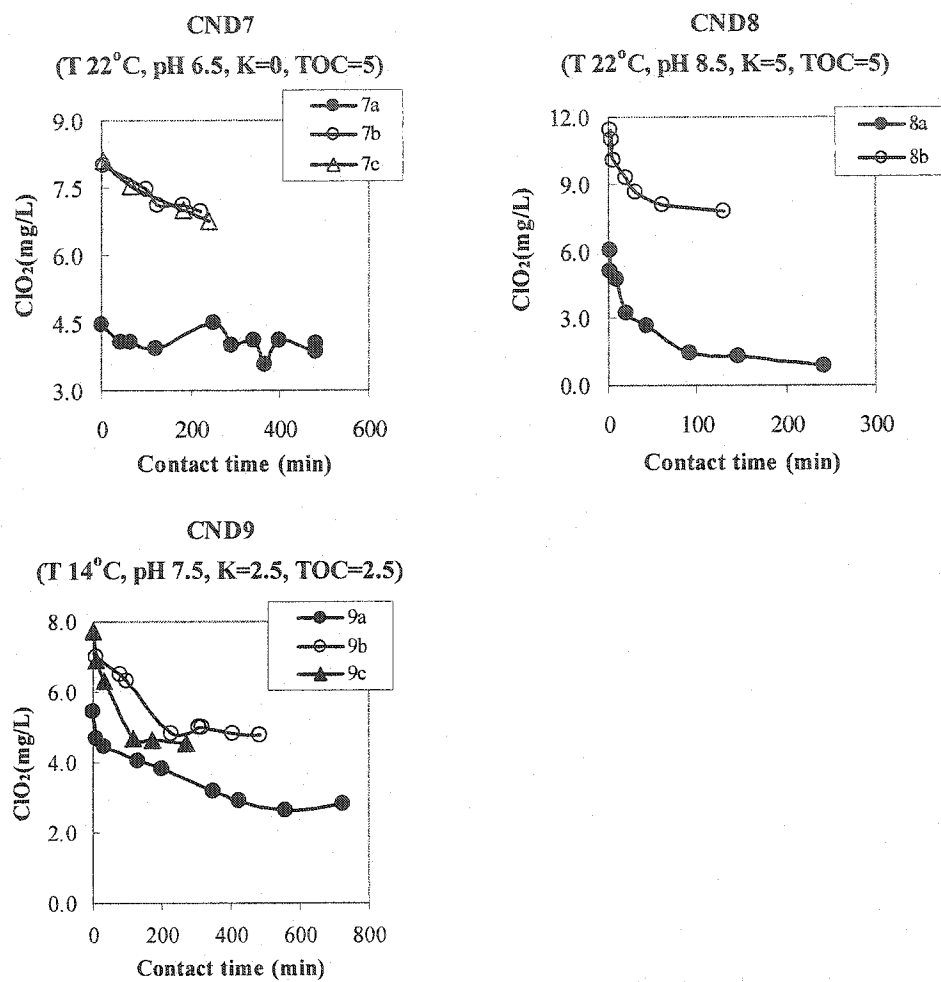 CND7
(T 22°C, pH 6.5, K=0, TOC=5)
7a
7b
7c
9.0
7.5
6.0
4.5
3.0
ClO₂(mg/L)
0
200
400
600
Contact time (min)
CND8
(T 22°C, pH 8.5, K=5, TOC=5)
8a
8b
12.0
9.0
6.0
3.0
0.0
ClO₂(mg/L)
0
100
200
300
Contact time (min)
CND9
(T 14°C, pH 7.5, K=2.5, TOC=2.5)
9a
9b
9c
8.0
6.0
4.0
2.0
0.0
ClO₂(mg/L)
0
200
400
600
800
Contact time (min)